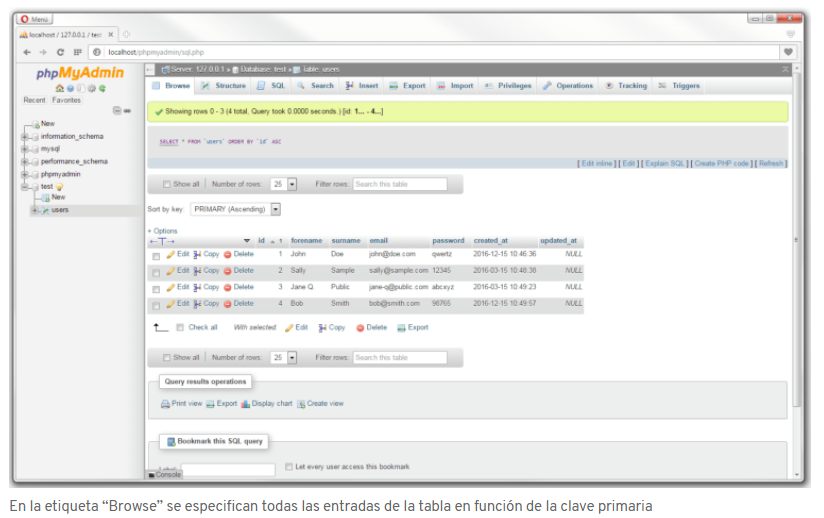 Menü
localhost / 127.0.0.1 / test
localhost/phpmyadmin/sql.php
phpMyAdmin
Recent Favorites
New
information_schema
mysql
performance_schema
phpmyadmin
test
New
users
Server: 127.0.0.1 » Database: test » Table: users
Browse Structure SQL Search Insert Export Import Privileges Operations Tracking Triggers
Showing rows 0 - 3 (4 total, Query took 0.0000 seconds.) [id: 1... - 4...]
SELECT * FROM `users` ORDER BY `id` ASC
[ Edit inline ] [ Edit ] [ Explain SQL ] [ Create PHP code ] [ Refresh ]
Show all Number of rows: 25 Filter rows: Search this table
Sort by key: PRIMARY (Ascending)
+ Options
←T→ id 1 forename surname email password created_at updated_at
Edit Copy Delete 1 John Doe john@doe.com qwertz 2016-12-15 10:46:36 NULL
Edit Copy Delete 2 Sally Sample sally@sample.com 12345 2016-03-15 10:48:38 NULL
Edit Copy Delete 3 Jane Q. Public jane-q@public.com abcxyz 2016-03-15 10:49:23 NULL
Edit Copy Delete 4 Bob Smith bob@smith.com 98765 2016-12-16 10:49:57 NULL
Check all With selected: Edit Copy Delete Export
Show all Number of rows: 25 Filter rows: Search this table
Query results operations
Print view Export Display chart Create view
Bookmark this SQL query
Label: Let every user access this bookmark
Console
En la etiqueta “Browse” se especifican todas las entradas de la tabla en función de la clave primaria